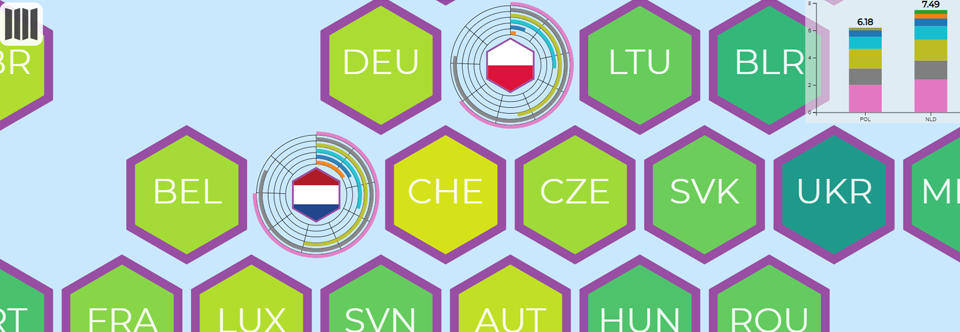 BR
DEU
LTU
BLR
8
6
4
2
0
6.18
7.49
POL
NLD
BEL
CHE
CZE
SVK
UKR
M
RT
FRA
LUX
SVN
AUT
HUN
ROU